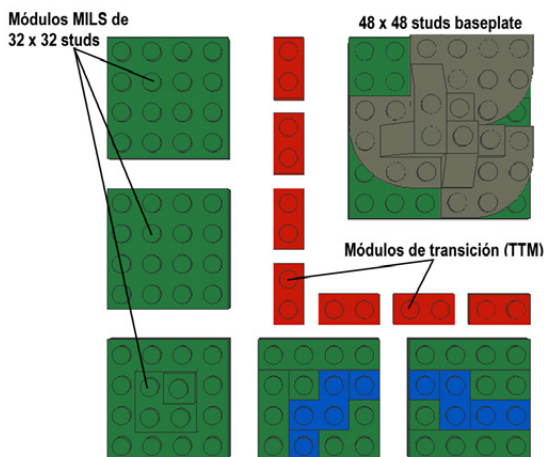 Módulos MILS de
32 x 32 studs
48 x 48 studs baseplate
Módulos de transición (TTM)